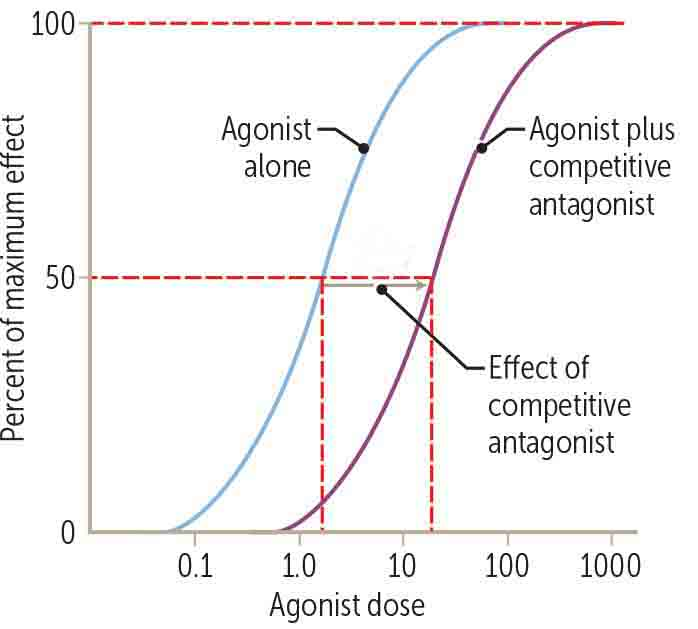 100
50
0
Percent of maximum effect
Agonist
alone
Agonist plus
competitive
antagonist
Effect of
competitive
antagonist
0.1 1.0 10 100 1000
Agonist dose